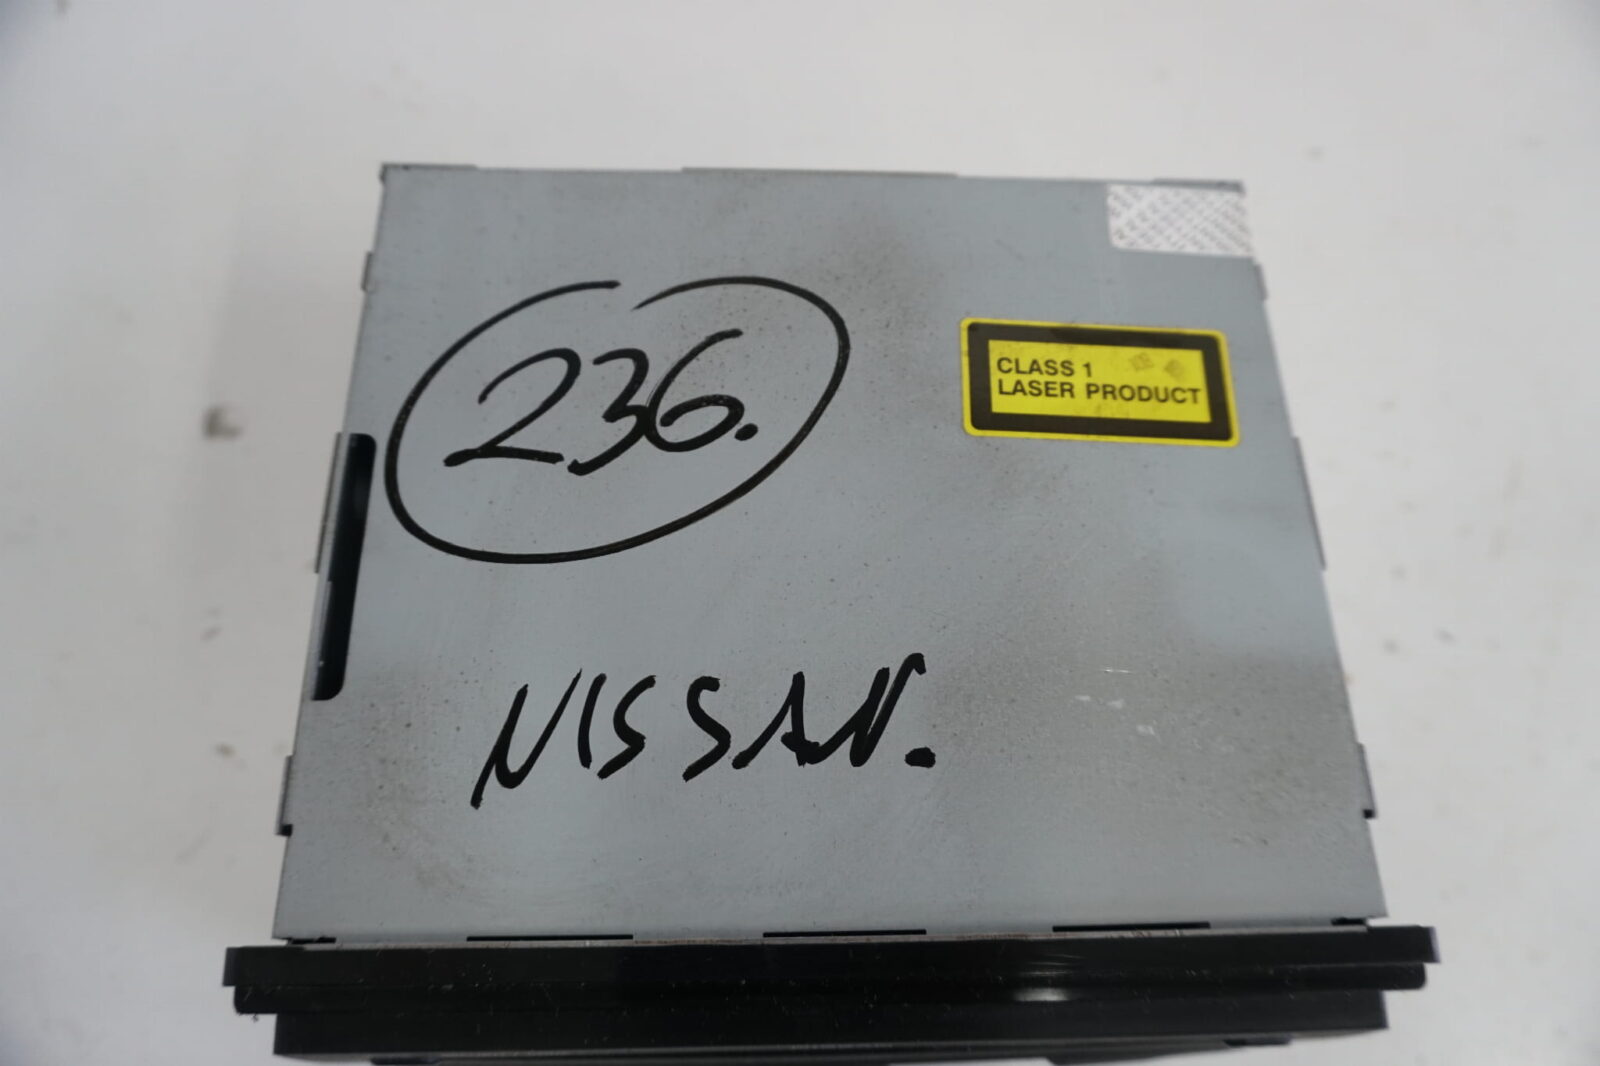 236.
CLASS 1
LASER PRODUCT
NISSAN.